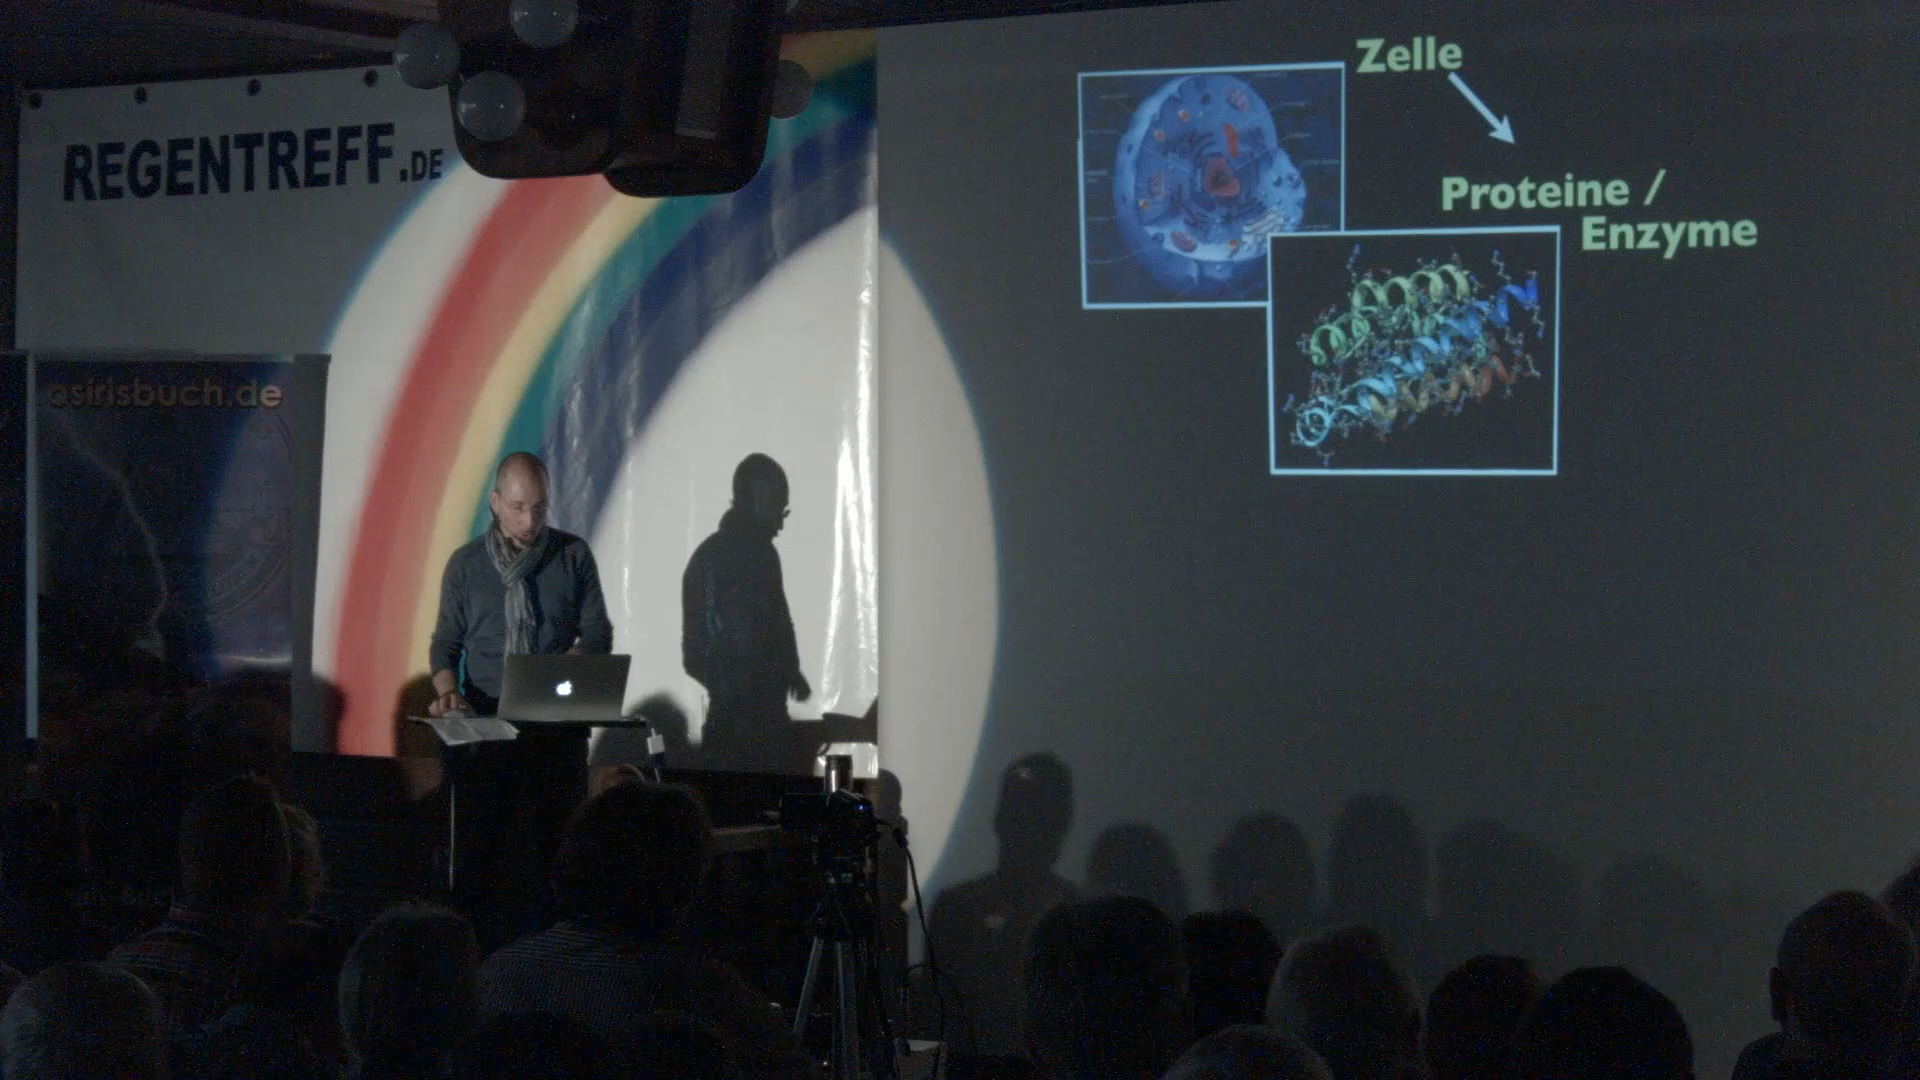 REGENTREFF.DE
osirisbuch.de
Zelle
Proteine /
Enzyme